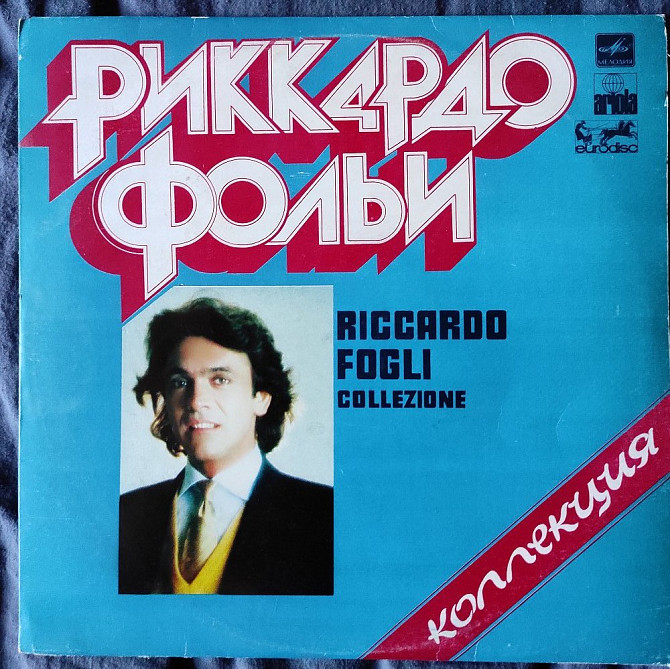 РИККАРДО
ФОЛЬИ
МЕЛОДИЯ
ariola
eurodisc
RICCARDO
FOGLI
COLLEZIONE
КОЛЛЕКЦИЯ